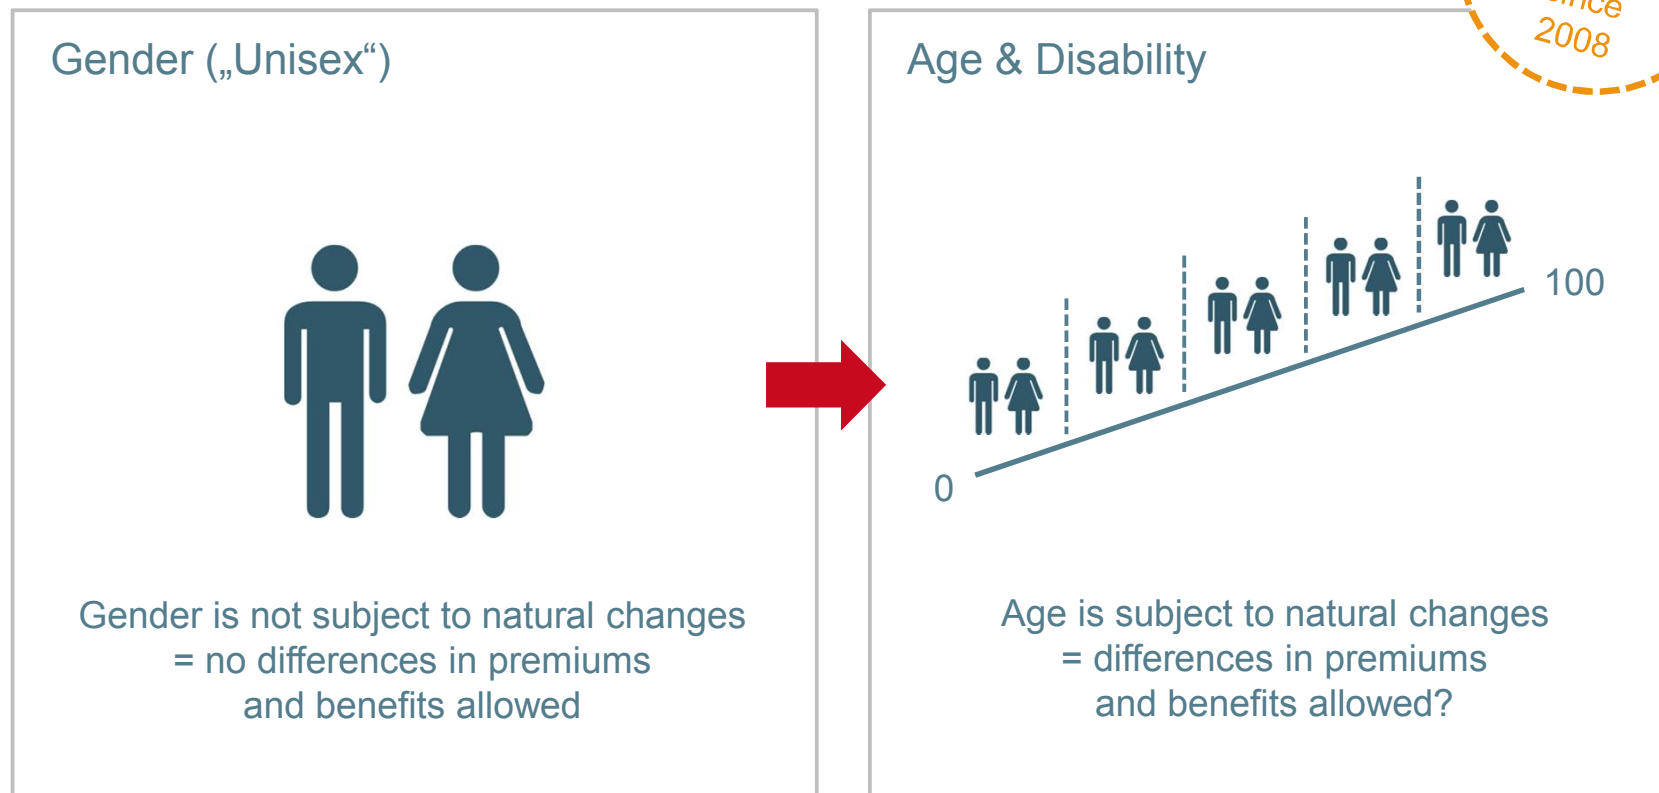 Gender („Unisex“)
Gender is not subject to natural changes
= no differences in premiums
and benefits allowed
since
2008
Age & Disability
100
0
Age is subject to natural changes
= differences in premiums
and benefits allowed?